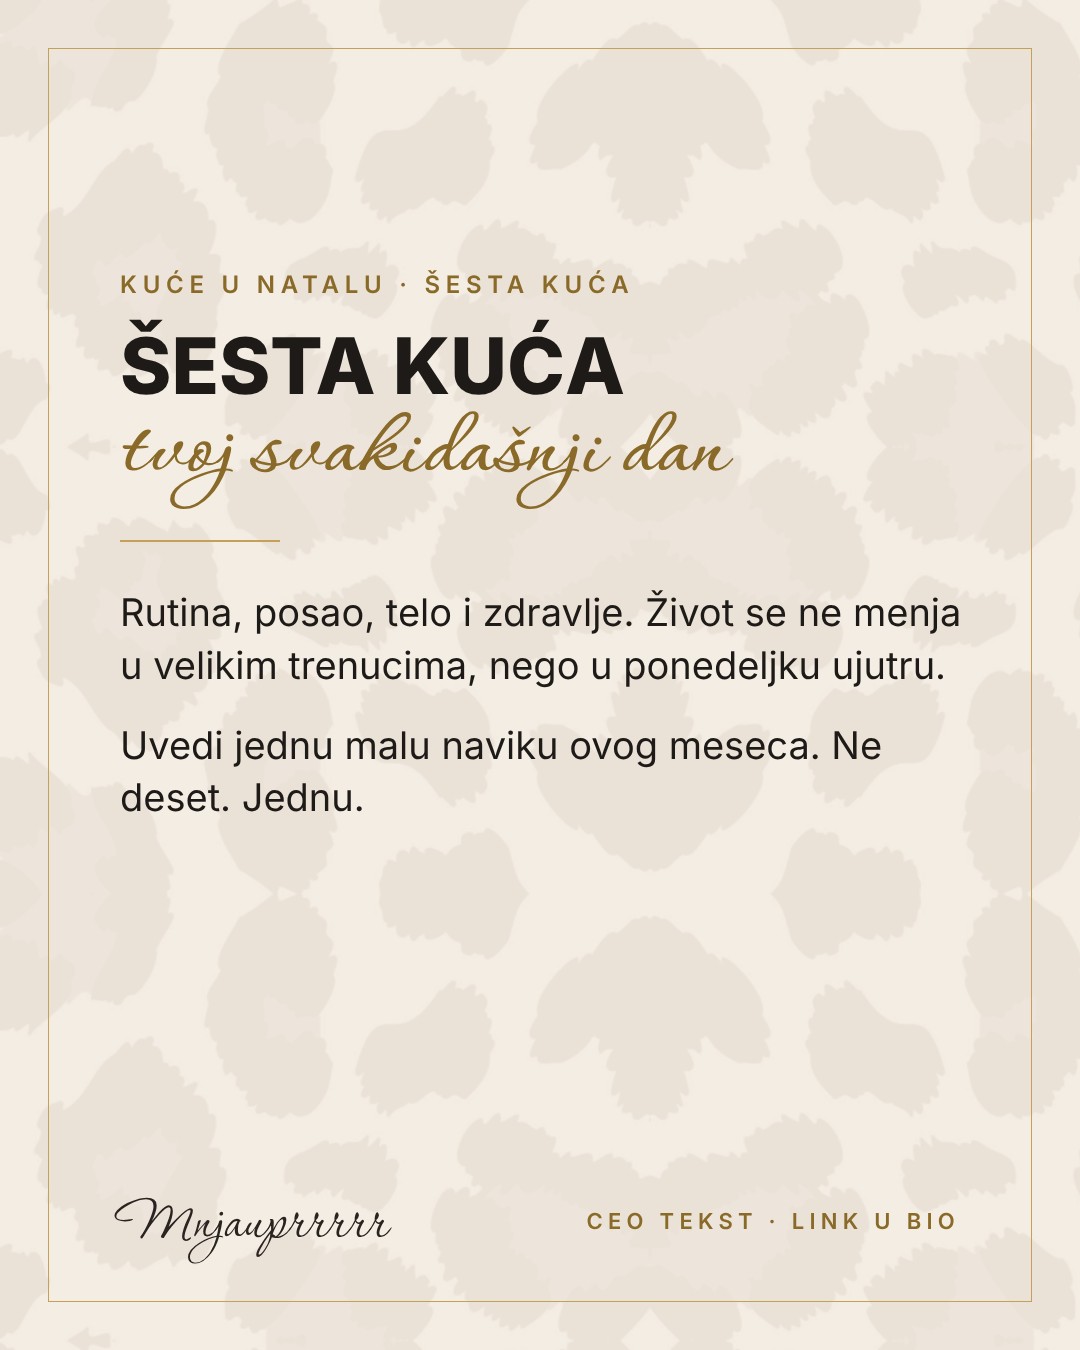 KUĆE U NATALU · ŠESTA KUĆA
ŠESTA KUĆA
tvoj svakidašnji dan
Rutina, posao, telo i zdravlje. Život se ne menja
u velikim trenucima, nego u ponedeljku ujutru.
Uvedi jednu malu naviku ovog meseca. Ne
deset. Jednu.
Mnjauprrrrr
CEO TEKST · LINK U BIO